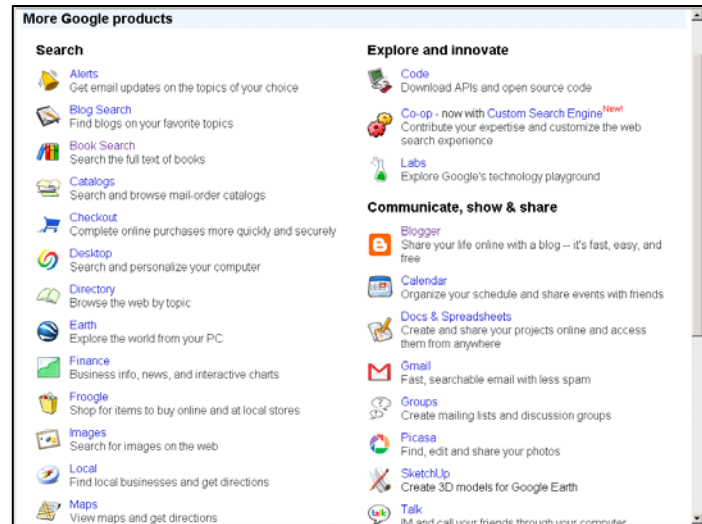 More Google products
Search
Alerts
Get email updates on the topics of your choice
Blog Search
Find blogs on your favorite topics
Book Search
Search the full text of books
Catalogs
Search and browse mail-order catalogs
Checkout
Complete online purchases more quickly and securely
Desktop
Search and personalize your computer
Directory
Browse the web by topic
Earth
Explore the world from your PC
Finance
Business info, news, and interactive charts
Froogle
Shop for items to buy online and at local stores
Images
Search for images on the web
Local
Find local businesses and get directions
Maps
View maps and get directions
Explore and innovate
Code
Download APIs and open source code
Co-op - now with Custom Search Engine New!
Contribute your expertise and customize the web
search experience
Labs
Explore Google's technology playground
Communicate, show & share
Blogger
Share your life online with a blog -- it's fast, easy, and
free
Calendar
Organize your schedule and share events with friends
Docs & Spreadsheets
Create and share your projects online and access
them from anywhere
Gmail
Fast, searchable email with less spam
Groups
Create mailing lists and discussion groups
Picasa
Find, edit and share your photos
SketchUp
Create 3D models for Google Earth
talk
Talk
IM and call your friends through your computer